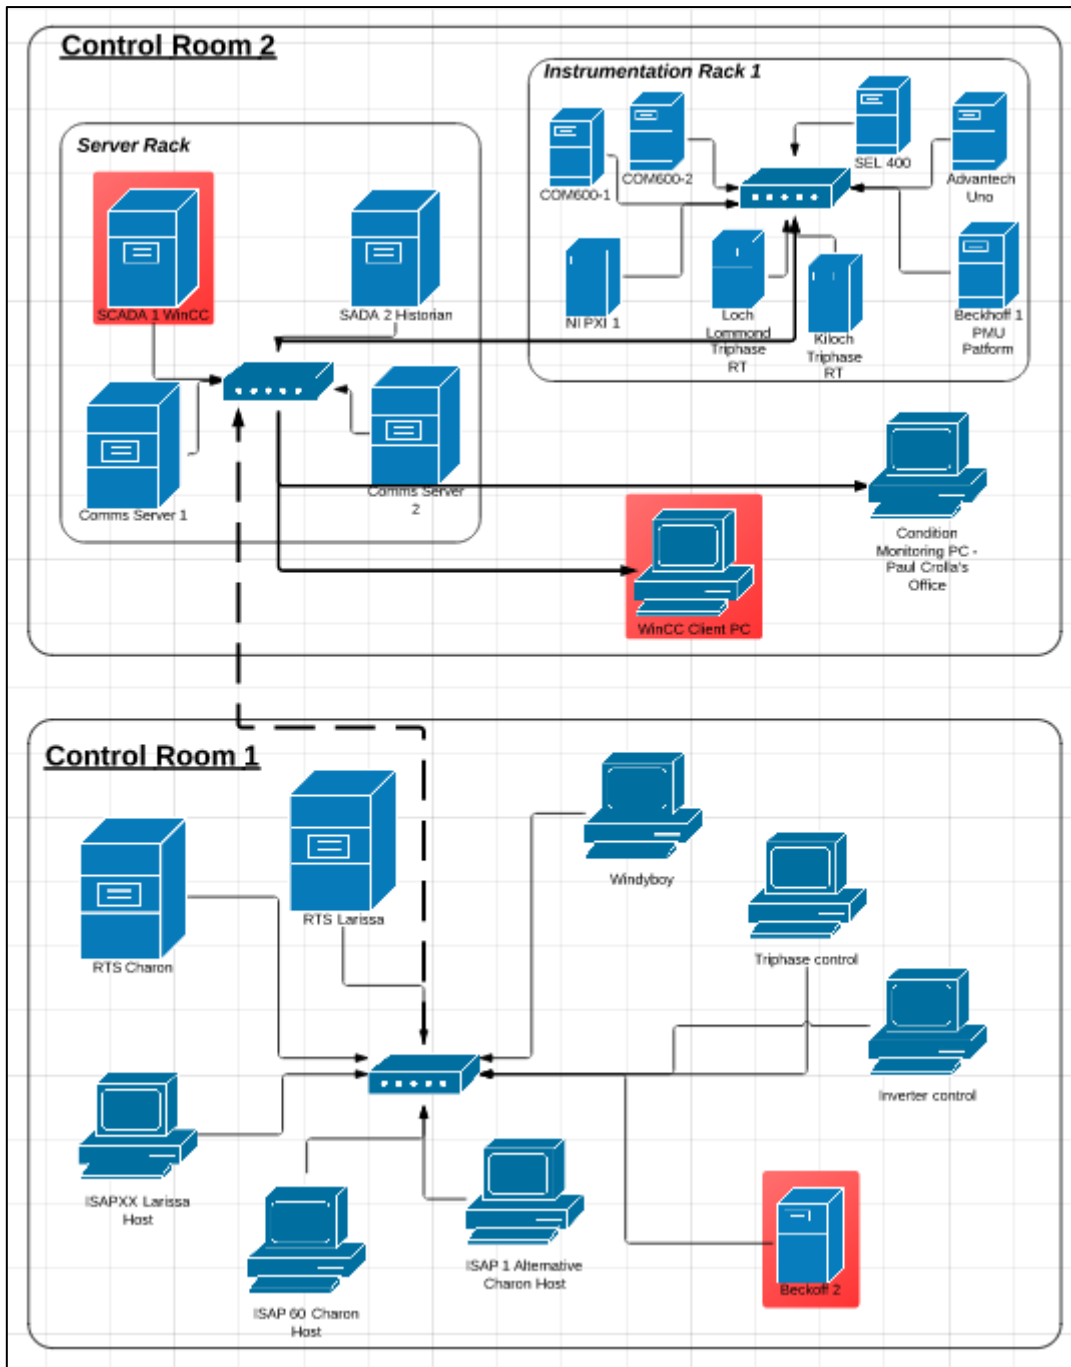 Control Room 2
Instrumentation Rack 1
Server Rack
SCADA 1 WinCC
SADA 2 Historian
Comms Server 1
Comms Server
2
COM600-1
COM600-2
SEL 400
Advantech
Uno
NI PXI 1
Loch
Lommond
Triphase
RT
Kiloch
Triphase
RT
Beckhoff 1
PMU
Patform
Condition
Monitoring PC -
Paul Crolla's
Office
WinCC Client PC
Control Room 1
RTS Charon
RTS Larissa
Windyboy
Triphase control
Inverter control
ISAPXX Larissa
Host
ISAP 60 Charon
Host
ISAP 1 Alternative
Charon Host
Beckoff 2